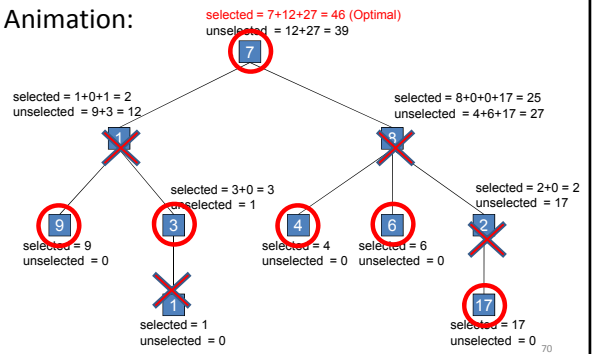 Animation:
selected = 7+12+27 = 46 (Optimal)
unselected = 12+27 = 39
7
selected = 1+0+1 = 2
unselected = 9+3 = 12
selected = 8+0+0+17 = 25
unselected = 4+6+17 = 27
1
8
selected = 3+0 = 3
unselected = 1
selected = 2+0 = 2
unselected = 17
9
3
4
6
2
selected = 9
unselected = 0
selected = 4
unselected = 0
selected = 6
unselected = 0
1
17
selected = 1
unselected = 0
selected = 17
unselected = 0
70